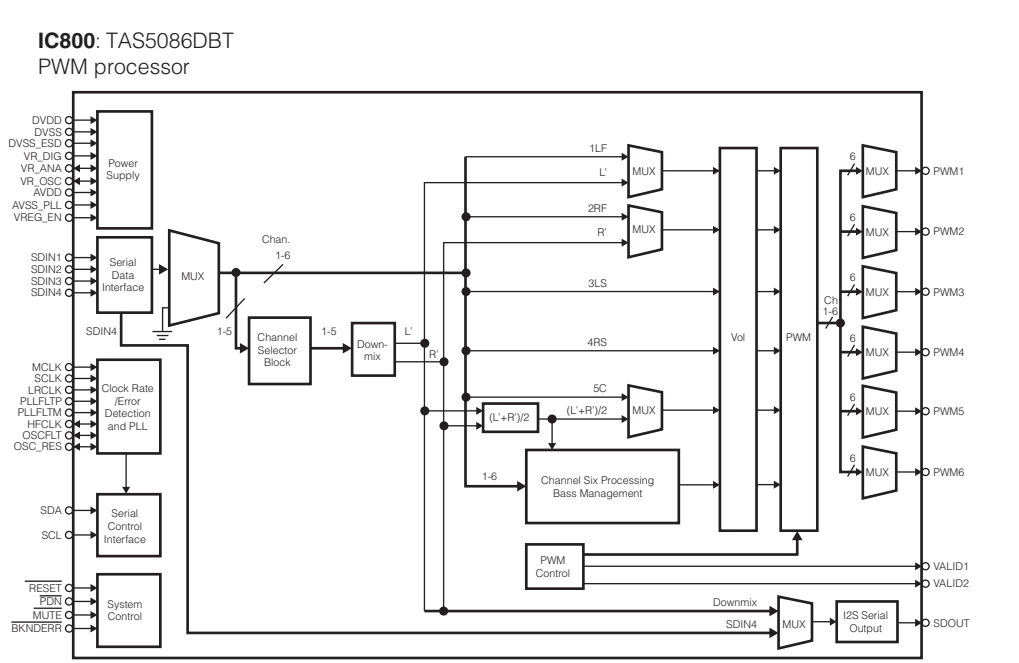 IC800: TAS5086DBT
PWM processor
DVDD
DVSS
DVSS_ESD
VR_DIG
VR_ANA
VR_OSC
AVDD
AVSS_PLL
VREG_EN
Power
Supply
SDIN1
SDIN2
SDIN3
SDIN4
Serial
Data
Interface
MUX
SDIN4
Chan.
1-6
1-5
Channel
Selector
Block
1-5
Down-
mix
L'
R'
MCLK
SCLK
LRCLK
PLLFLTP
PLLFLTM
HFCLK
OSCFLT
OSC_RES
Clock Rate
/Error
Detection
and PLL
SDA
SCL
Serial
Control
Interface
RESET
PDN
MUTE
BKNDERR
System
Control
1LF
L'
MUX
2RF
R'
MUX
3LS
4RS
5C
(L'+R')/2
(L'+R')/2
MUX
1-6
Channel Six Processing
Bass Management
Vol
PWM
Ch
1-6
6
MUX
PWM1
6
MUX
PWM2
6
MUX
PWM3
6
MUX
PWM4
6
MUX
PWM5
6
MUX
PWM6
PWM
Control
VALID1
VALID2
Downmix
SDIN4
MUX
I2S Serial
Output
SDOUT